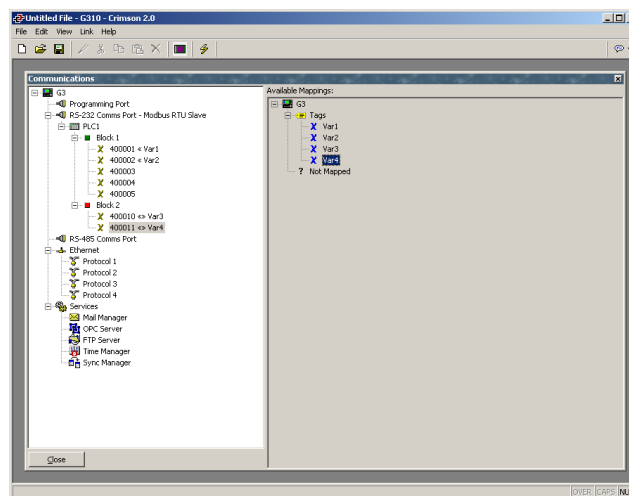 Untitled File - G310 - Crimson 2.0
File Edit View Link Help
Communications
G3
Programming Port
RS-232 Comms Port - Modbus RTU Slave
PLC1
Block 1
400001 « Var1
400002 « Var2
400003
400004
400005
Block 2
400010 «» Var3
400011 «» Var4
RS-485 Comms Port
Ethernet
Protocol 1
Protocol 2
Protocol 3
Protocol 4
Services
Mail Manager
OPC Server
FTP Server
Time Manager
Sync Manager
Close
Available Mappings:
G3
Tags
Var1
Var2
Var3
Var4
? Not Mapped
OVER CAPS NU